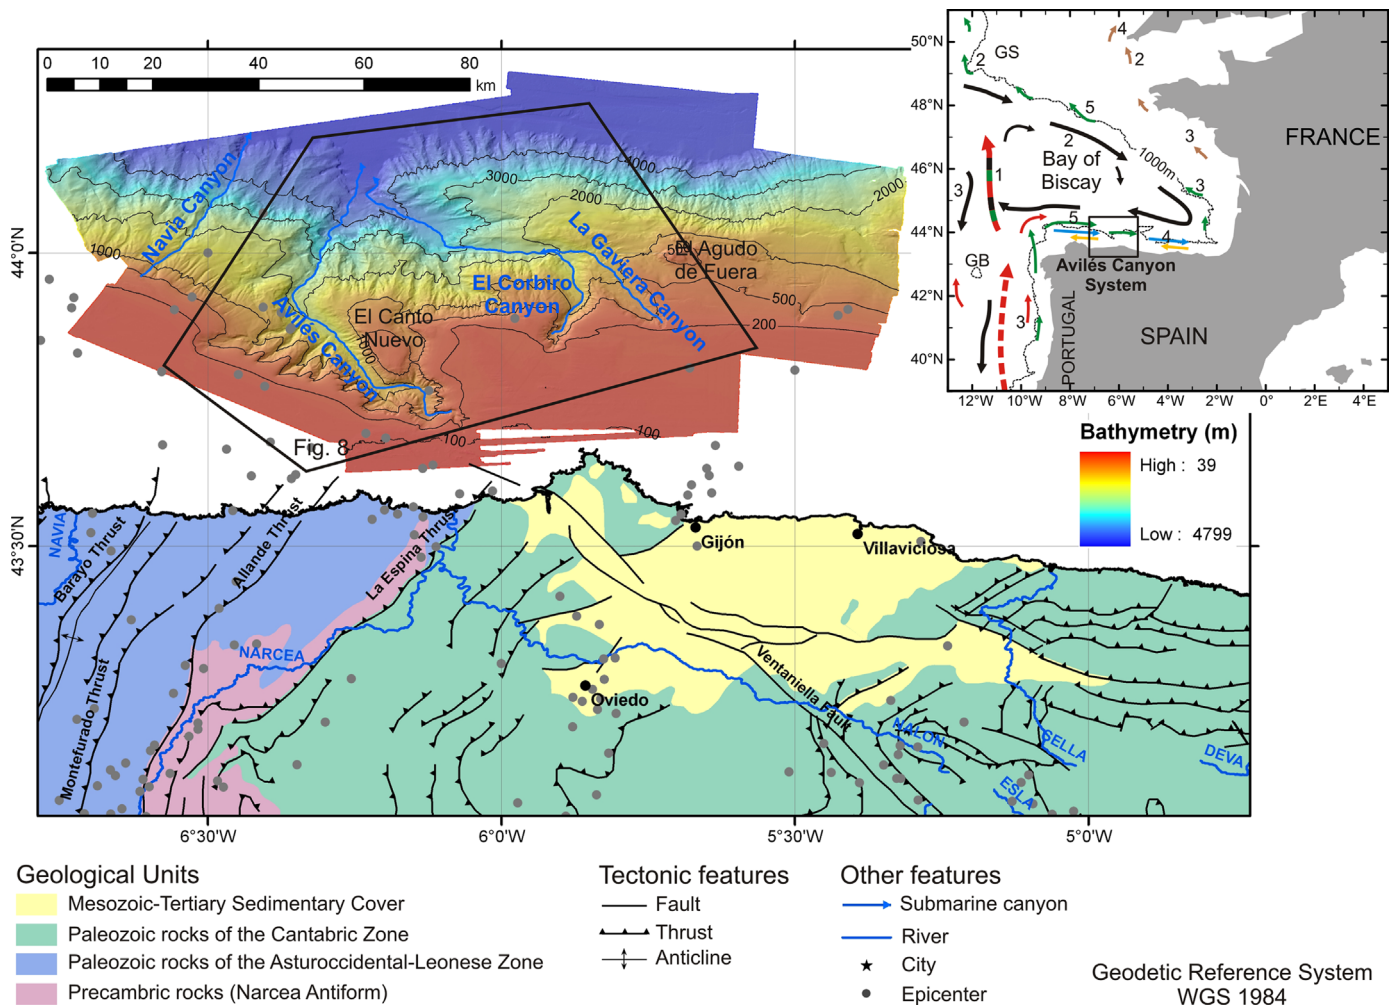 0 10 20 40 60 80
km
44°0'N
43°30'N
6°30'W
6°0'W
5°30'W
5°0'W
Navia Canyon
Avilés Canyon
El Corbiro
Canyon
La Gaviera Canyon
El Agudo
de Fuera
El Canto
Nuevo
4000
3000
2000
2000
1000
1000
500
500
200
100
100
Fig. 8
50°N
48°N
46°N
44°N
42°N
40°N
12°W 10°W 8°W 6°W 4°W 2°W 0° 2°E 4°E
GS
GB
FRANCE
SPAIN
PORTUGAL
Bay of
Biscay
1000m
Avilés Canyon
System
4
2
2
5
3
2
1
3
3
5
4
3
Bathymetry (m)
High : 39
Low : 4799
NAVIA
Barayo Thrust
Allande Thrust
La Espina Thrust
Montefurado Thrust
NARCEA
Gijón
Villaviciosa
Oviedo
Ventaniella Fault
NALON
SELLA
ESLA
DEVA
Geological Units
Mesozoic-Tertiary Sedimentary Cover
Paleozoic rocks of the Cantabric Zone
Paleozoic rocks of the Asturoccidental-Leonese Zone
Precambric rocks (Narcea Antiform)
Tectonic features
Fault
Thrust
Anticline
Other features
Submarine canyon
River
City
Epicenter
Geodetic Reference System
WGS 1984